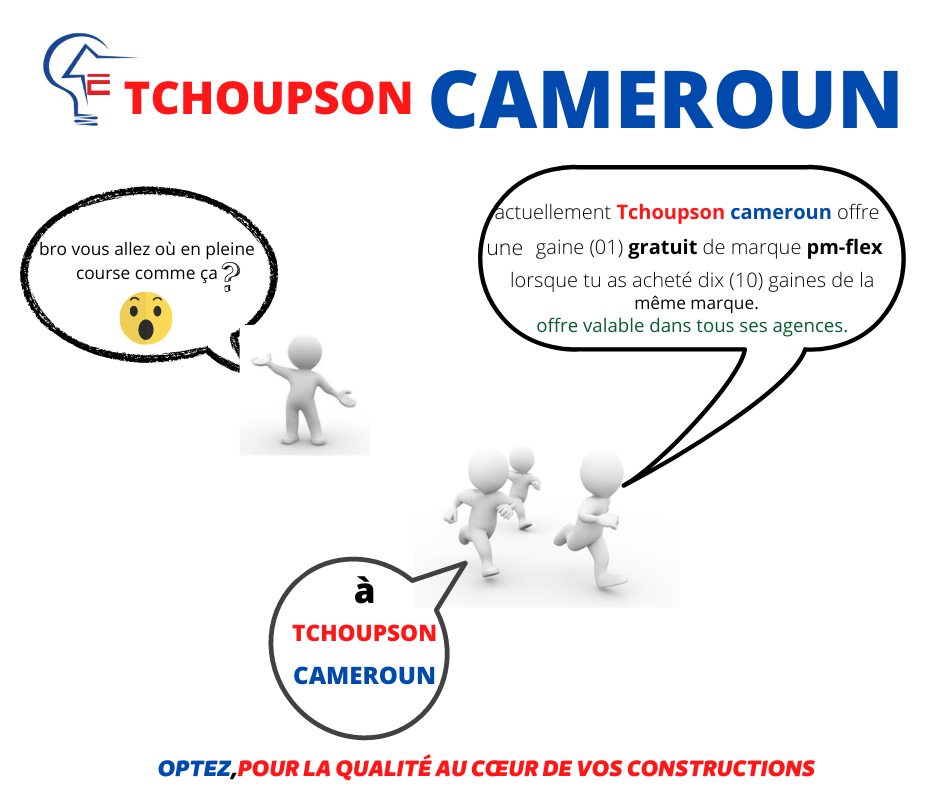 TCHOUPSON CAMEROUN
bro vous allez où en pleine
course comme ça ?
actuellement Tchoupson cameroun offre
une gaine (01) gratuit de marque pm-flex
lorsque tu as acheté dix (10) gaines de la
même marque.
offre valable dans tous ses agences.
à
TCHOUPSON
CAMEROUN
OPTEZ,POUR LA QUALITÉ AU CŒUR DE VOS CONSTRUCTIONS